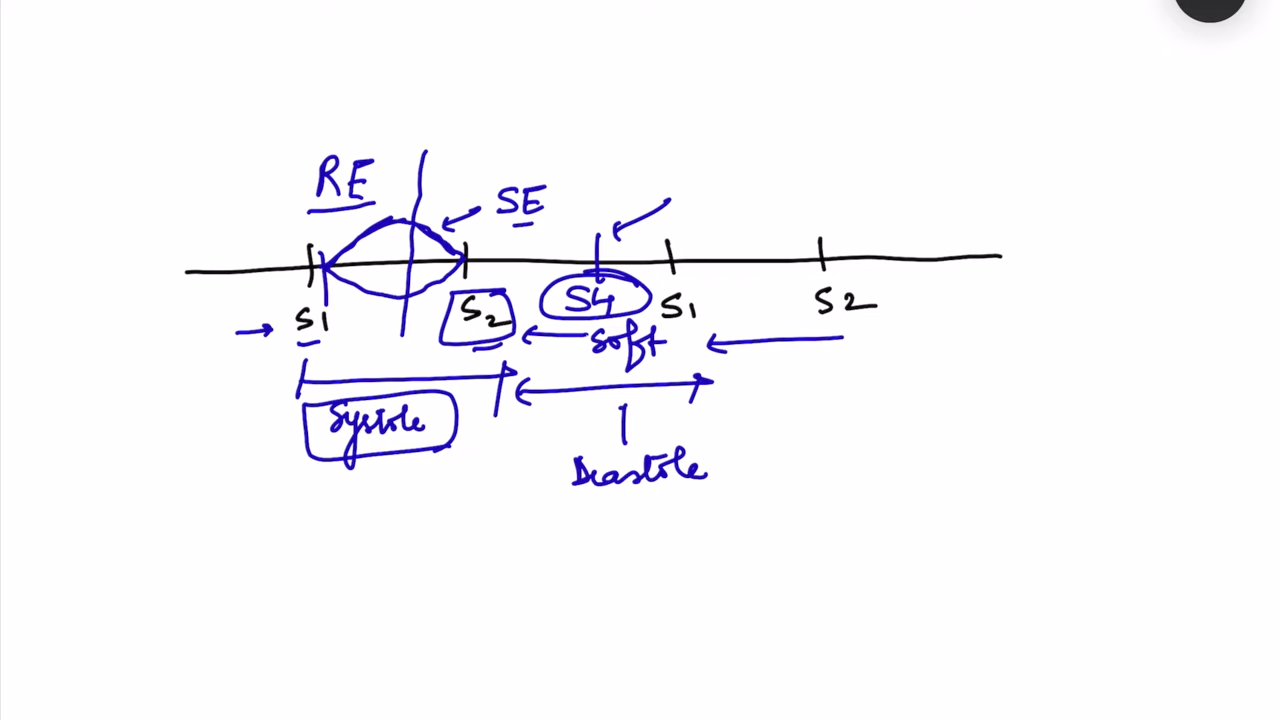 RE
SE
S1 S2 S4 S1 S2
soft
Systole
Diastole